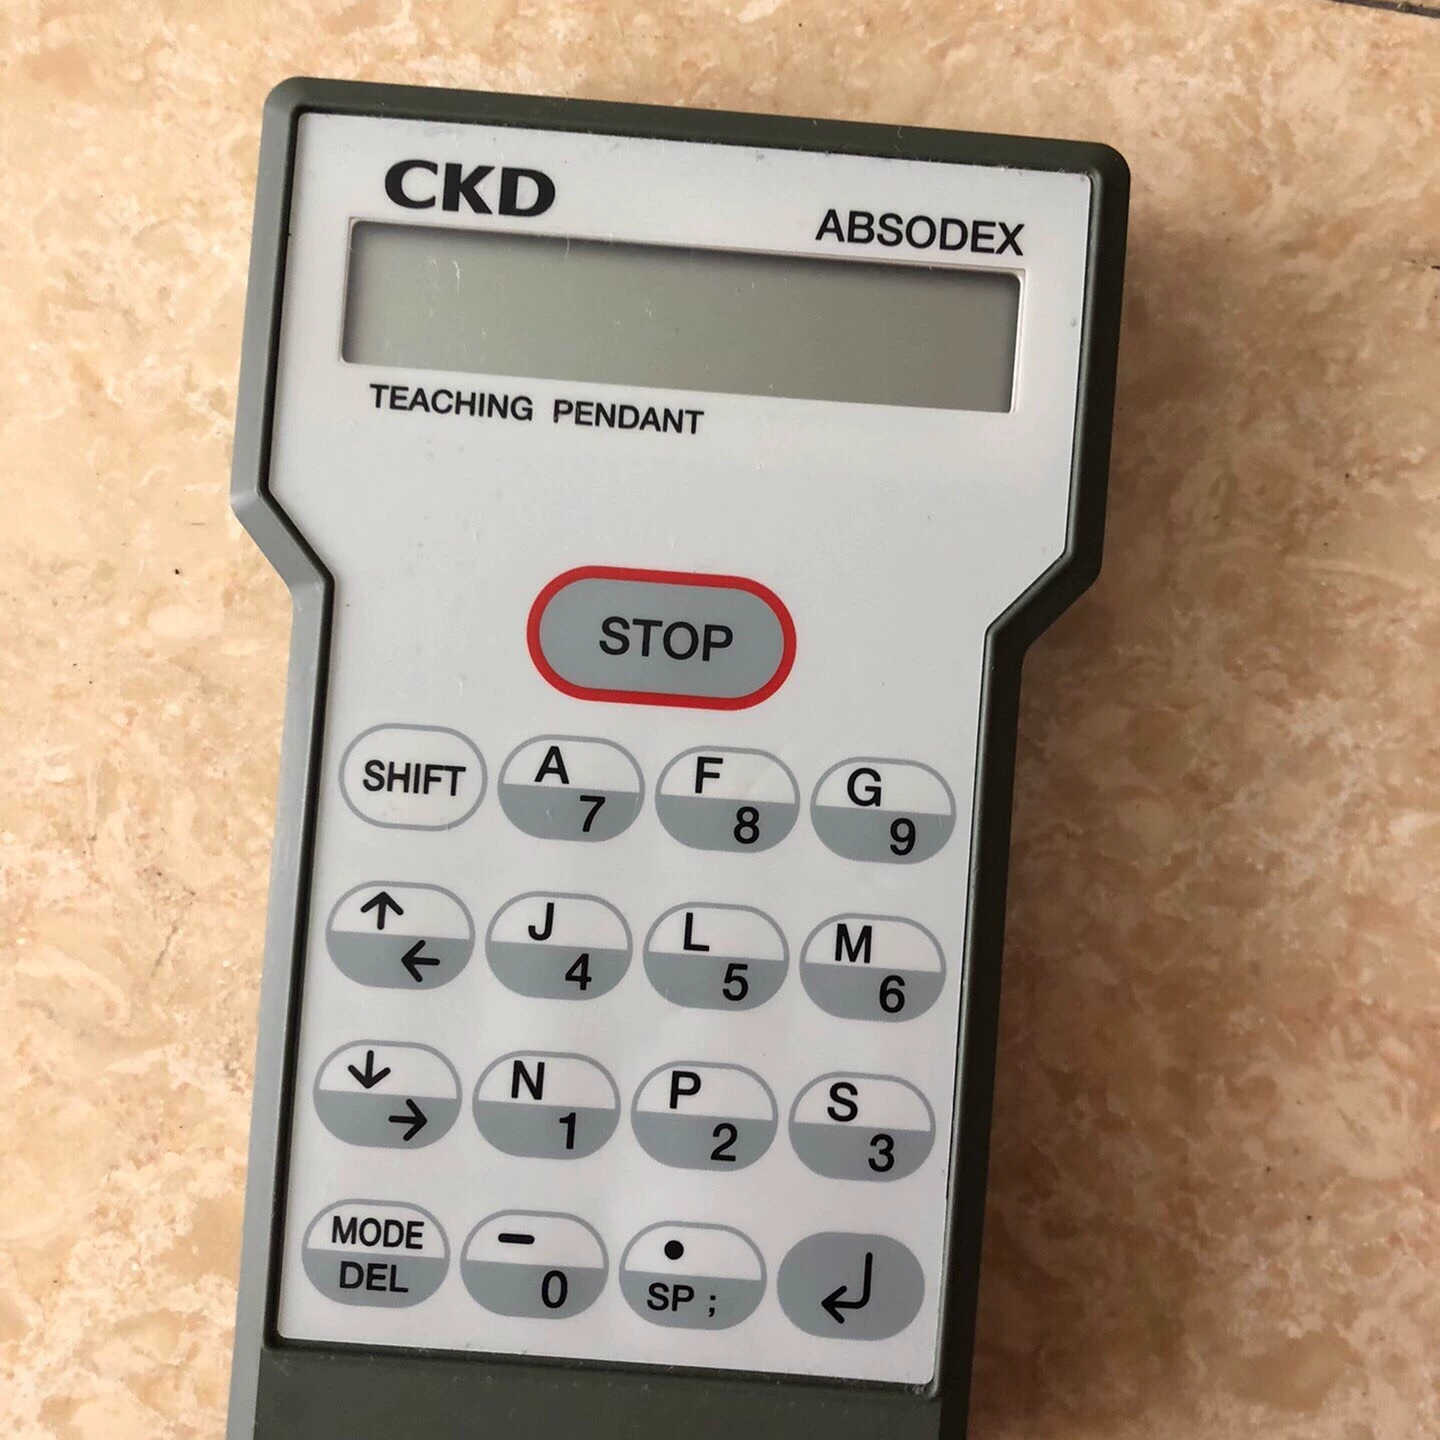 CKD
ABSODEX
TEACHING PENDANT
STOP
SHIFT A 7 F 8 G 9
↑ ← J 4 L 5 M 6
↓ → N 1 P 2 S 3
MODE DEL - 0 • SP ; ↵